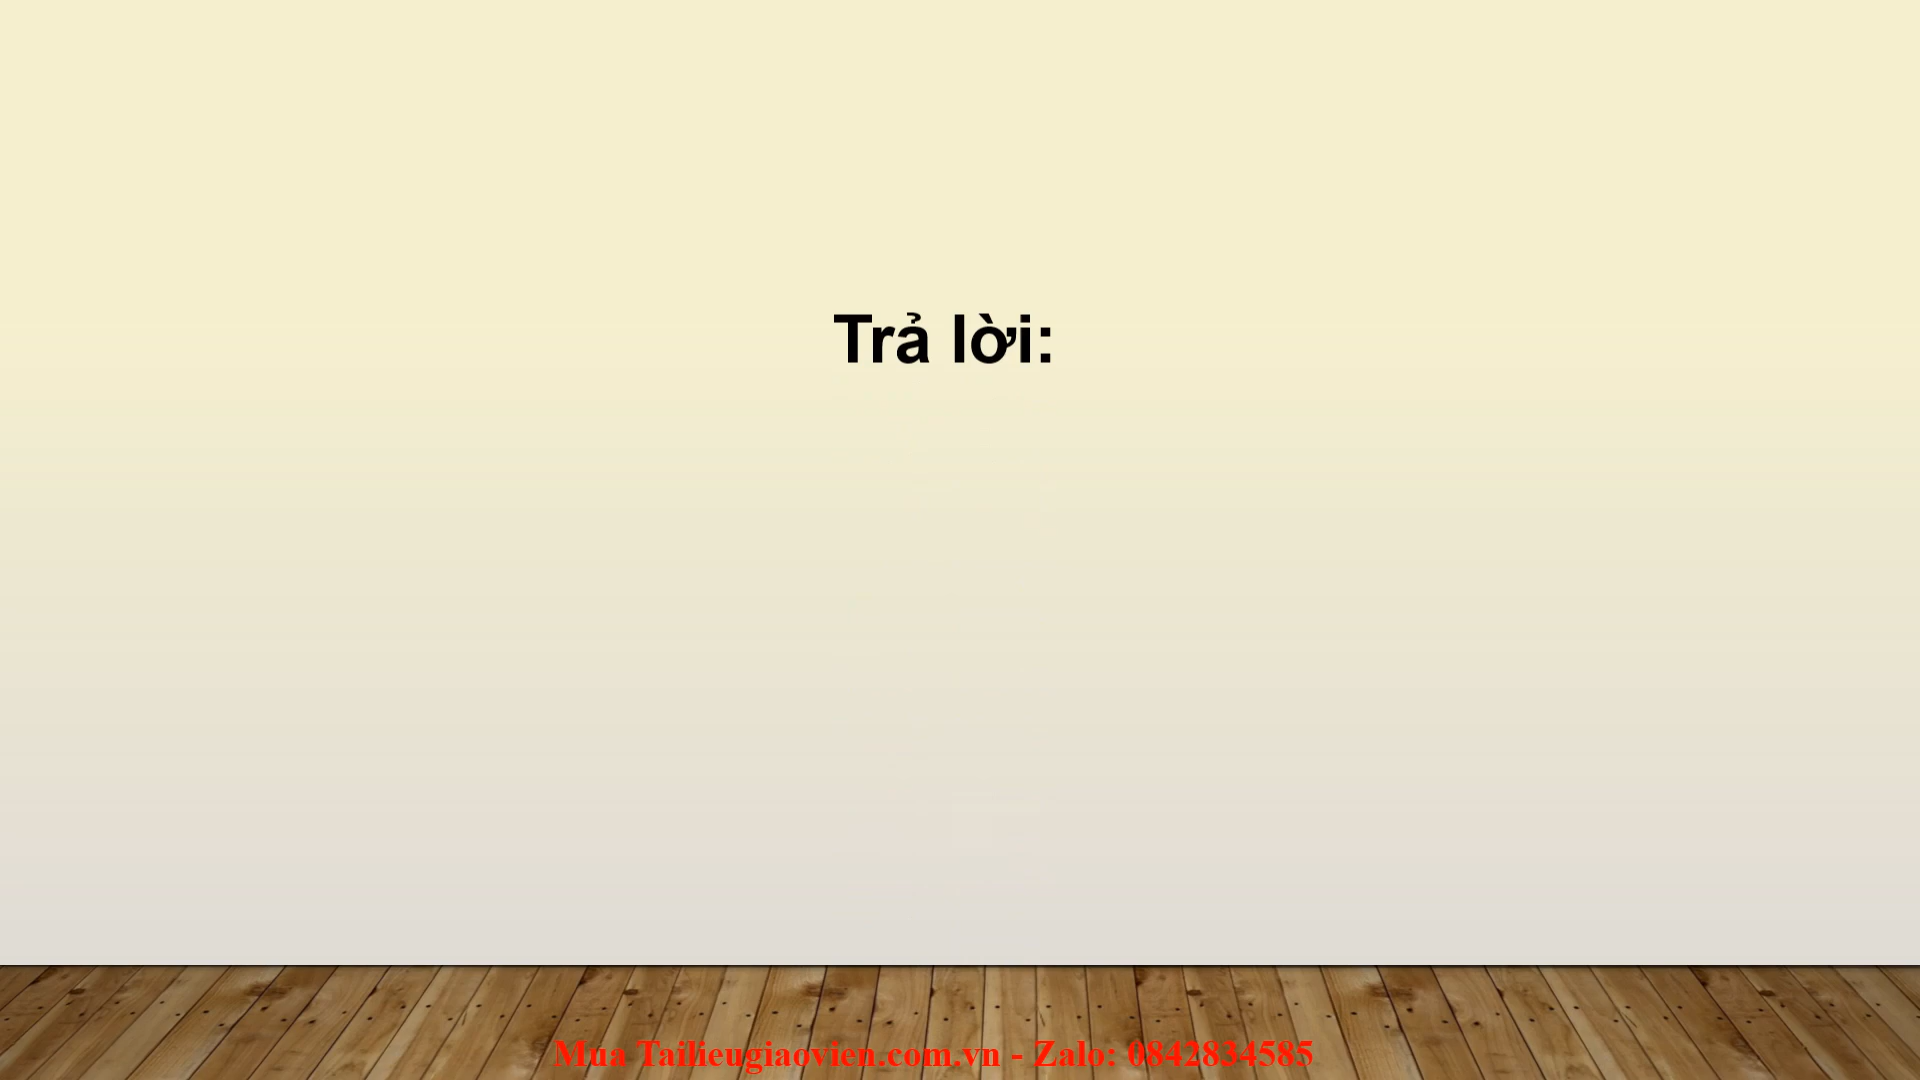 Trả lời:
Mua Tailieugiaovien.com.vn - Zalo: 0842834585